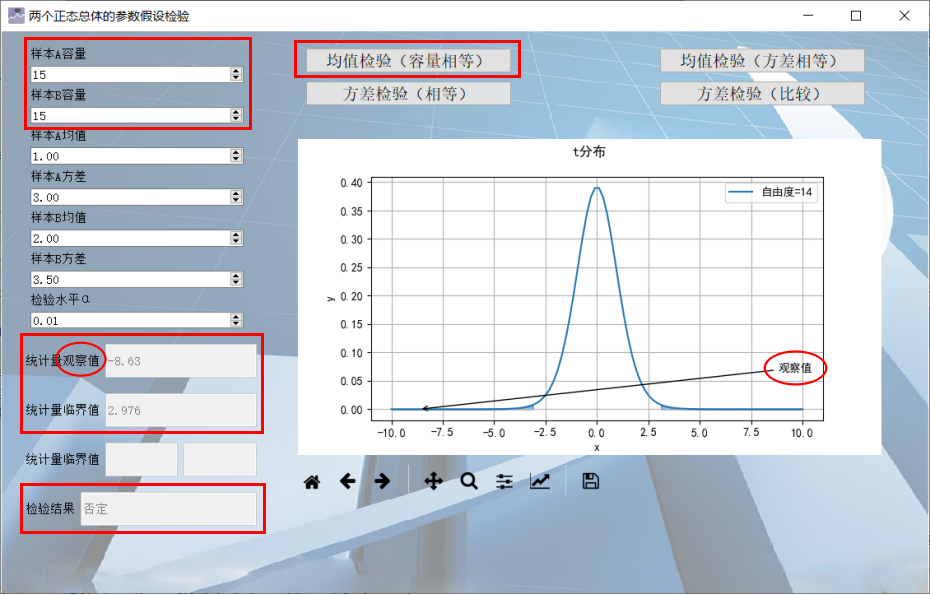 两个正态总体的参数假设检验
样本A容量
15
样本B容量
15
样本A均值
1.00
样本A方差
3.00
样本B均值
2.00
样本B方差
3.50
检验水平α
0.01
统计量观察值 -8.63
统计量临界值 2.976
统计量临界值
检验结果 否定
均值检验（容量相等）
均值检验（方差相等）
方差检验（相等）
方差检验（比较）
t分布
自由度=14
0.40
0.35
0.30
0.25
0.20
0.15
0.10
0.05
0.00
y
观察值
-10.0 -7.5 -5.0 -2.5 0.0 2.5 5.0 7.5 10.0
x